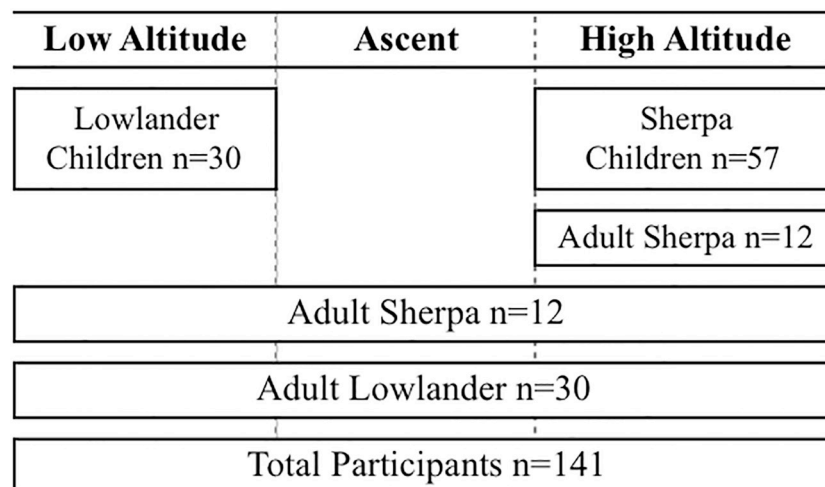 Low Altitude Ascent High Altitude
Lowlander
Children n=30
Sherpa
Children n=57
Adult Sherpa n=12
Adult Sherpa n=12
Adult Lowlander n=30
Total Participants n=141